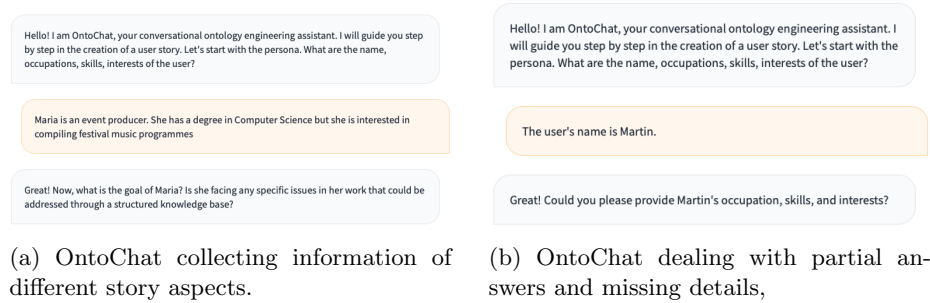 Hello! I am OntoChat, your conversational ontology engineering assistant. I will guide you step
by step in the creation of a user story. Let's start with the persona. What are the name,
occupations, skills, interests of the user?
Maria is an event producer. She has a degree in Computer Science but she is interested in
compiling festival music programmes
Great! Now, what is the goal of Maria? Is she facing any specific issues in her work that could be
addressed through a structured knowledge base?
(a) OntoChat collecting information of
different story aspects.
Hello! I am OntoChat, your conversational ontology engineering assistant. I
will guide you step by step in the creation of a user story. Let's start with the
persona. What are the name, occupations, skills, interests of the user?
The user's name is Martin.
Great! Could you please provide Martin's occupation, skills, and interests?
(b) OntoChat dealing with partial an-
swers and missing details,